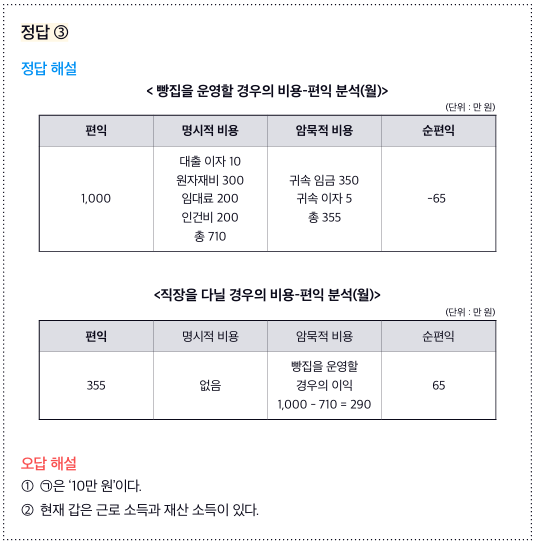 정답 ③
정답 해설
< 빵집을 운영할 경우의 비용-편익 분석(월)>
(단위 : 만 원)
편익 명시적 비용 암묵적 비용 순편익
1,000
대출 이자 10
원자재비 300
임대료 200
인건비 200
총 710
귀속 임금 350
귀속 이자 5
총 355
-65
<직장을 다닐 경우의 비용-편익 분석(월)>
(단위 : 만 원)
편익 명시적 비용 암묵적 비용 순편익
355
없음
빵집을 운영할
경우의 이익
1,000 - 710 = 290
65
오답 해설
① ㉠은 '10만 원'이다.
② 현재 갑은 근로 소득과 재산 소득이 있다.